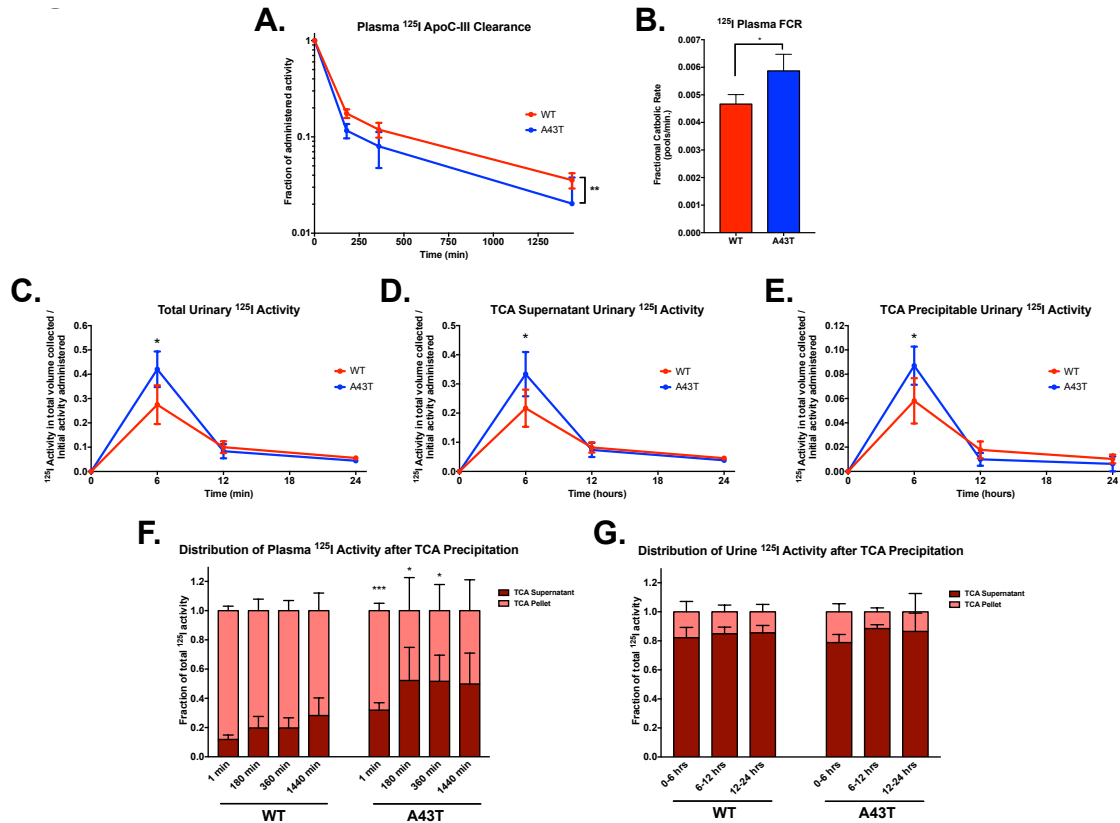 A.
Plasma ¹²⁵I ApoC-III Clearance
Fraction of administered activity
1
0.1
0.01
0 250 500 750 1000 1250
Time (min)
WT
A43T
**
B.
¹²⁵I Plasma FCR
Fractional Catbolic Rate
(pools/min.)
0.007
0.006
0.005
0.004
0.003
0.002
0.001
0.000
*
WT A43T
C.
Total Urinary ¹²⁵I Activity
¹²⁵I Activity in total volume collected /
Initial activity administered
0.6
0.5
0.4
0.3
0.2
0.1
0.0
*
WT
A43T
0 6 12 18 24
Time (min)
D.
TCA Supernatant Urinary ¹²⁵I Activity
¹²⁵I Activity in total volume collected /
Initial activity administered
0.5
0.4
0.3
0.2
0.1
0.0
*
WT
A43T
0 6 12 18 24
Time (hours)
E.
TCA Precipitable Urinary ¹²⁵I Activity
¹²⁵I Activity in total volume collected /
Initial activity administered
0.12
0.10
0.08
0.06
0.04
0.02
0.00
*
WT
A43T
0 6 12 18 24
Time (hours)
F.
Distribution of Plasma ¹²⁵I Activity after TCA Precipitation
Fraction of total ¹²⁵I activity
1.0
0.8
0.6
0.4
0.2
0.0
*** * *
TCA Supernatant
TCA Pellet
1 min 180 min 360 min 1440 min 1 min 180 min 360 min 1440 min
WT A43T
G.
Distribution of Urine ¹²⁵I Activity after TCA Precipitation
Fraction of total ¹²⁵I activity
1.0
0.8
0.6
0.4
0.2
0.0
TCA Supernatant
TCA Pellet
0-6 hrs 6-12 hrs 12-24 hrs 0-6 hrs 6-12 hrs 12-24 hrs
WT A43T